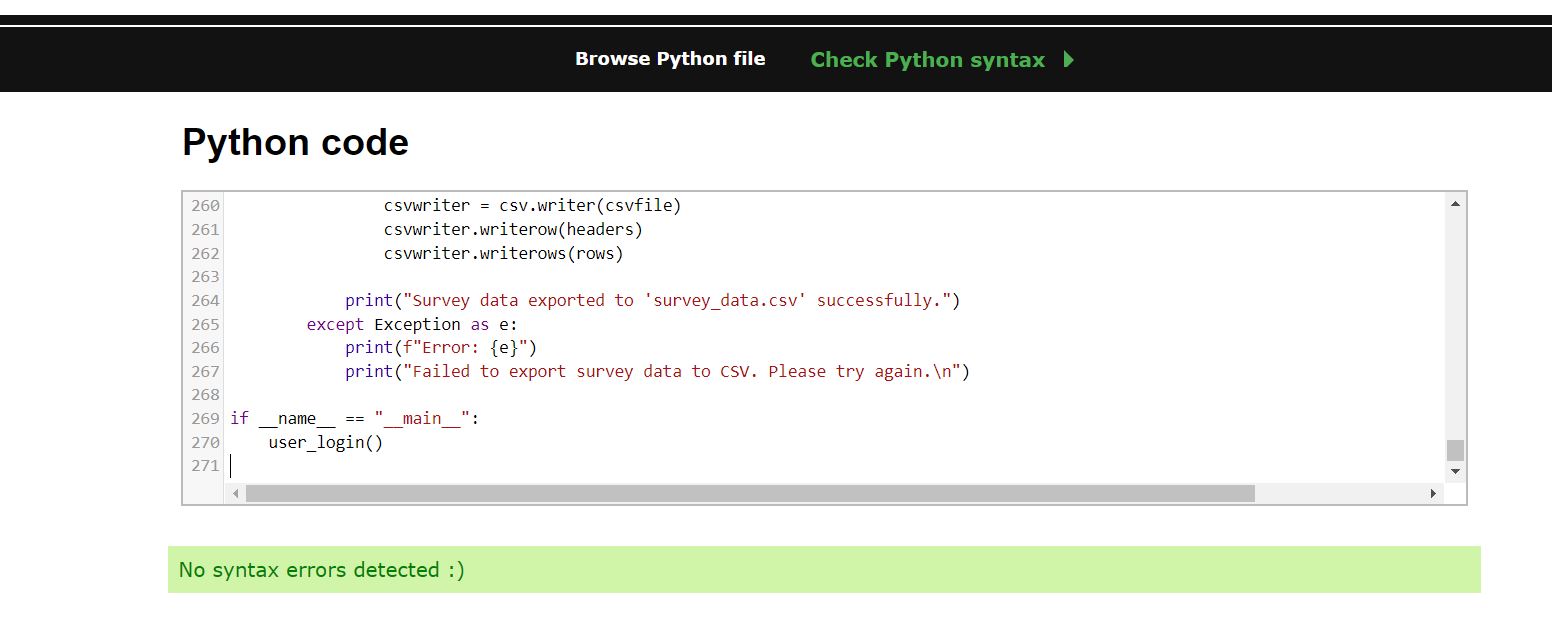 Browse Python file Check Python syntax
Python code
260 csvwriter = csv.writer(csvfile)
261 csvwriter.writerow(headers)
262 csvwriter.writerows(rows)
263
264 print("Survey data exported to 'survey_data.csv' successfully.")
265 except Exception as e:
266 print(f"Error: {e}")
267 print("Failed to export survey data to CSV. Please try again.\n")
268
269 if __name__ == "__main__":
270 user_login()
271
No syntax errors detected :)